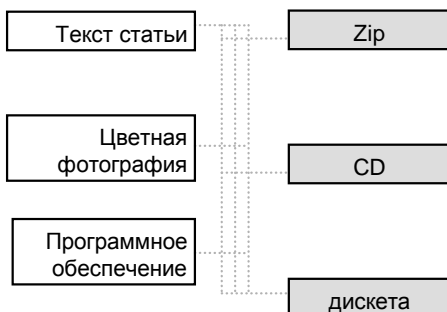 Текст статьи
Zip
Цветная
фотография
CD
Программное
обеспечение
дискета